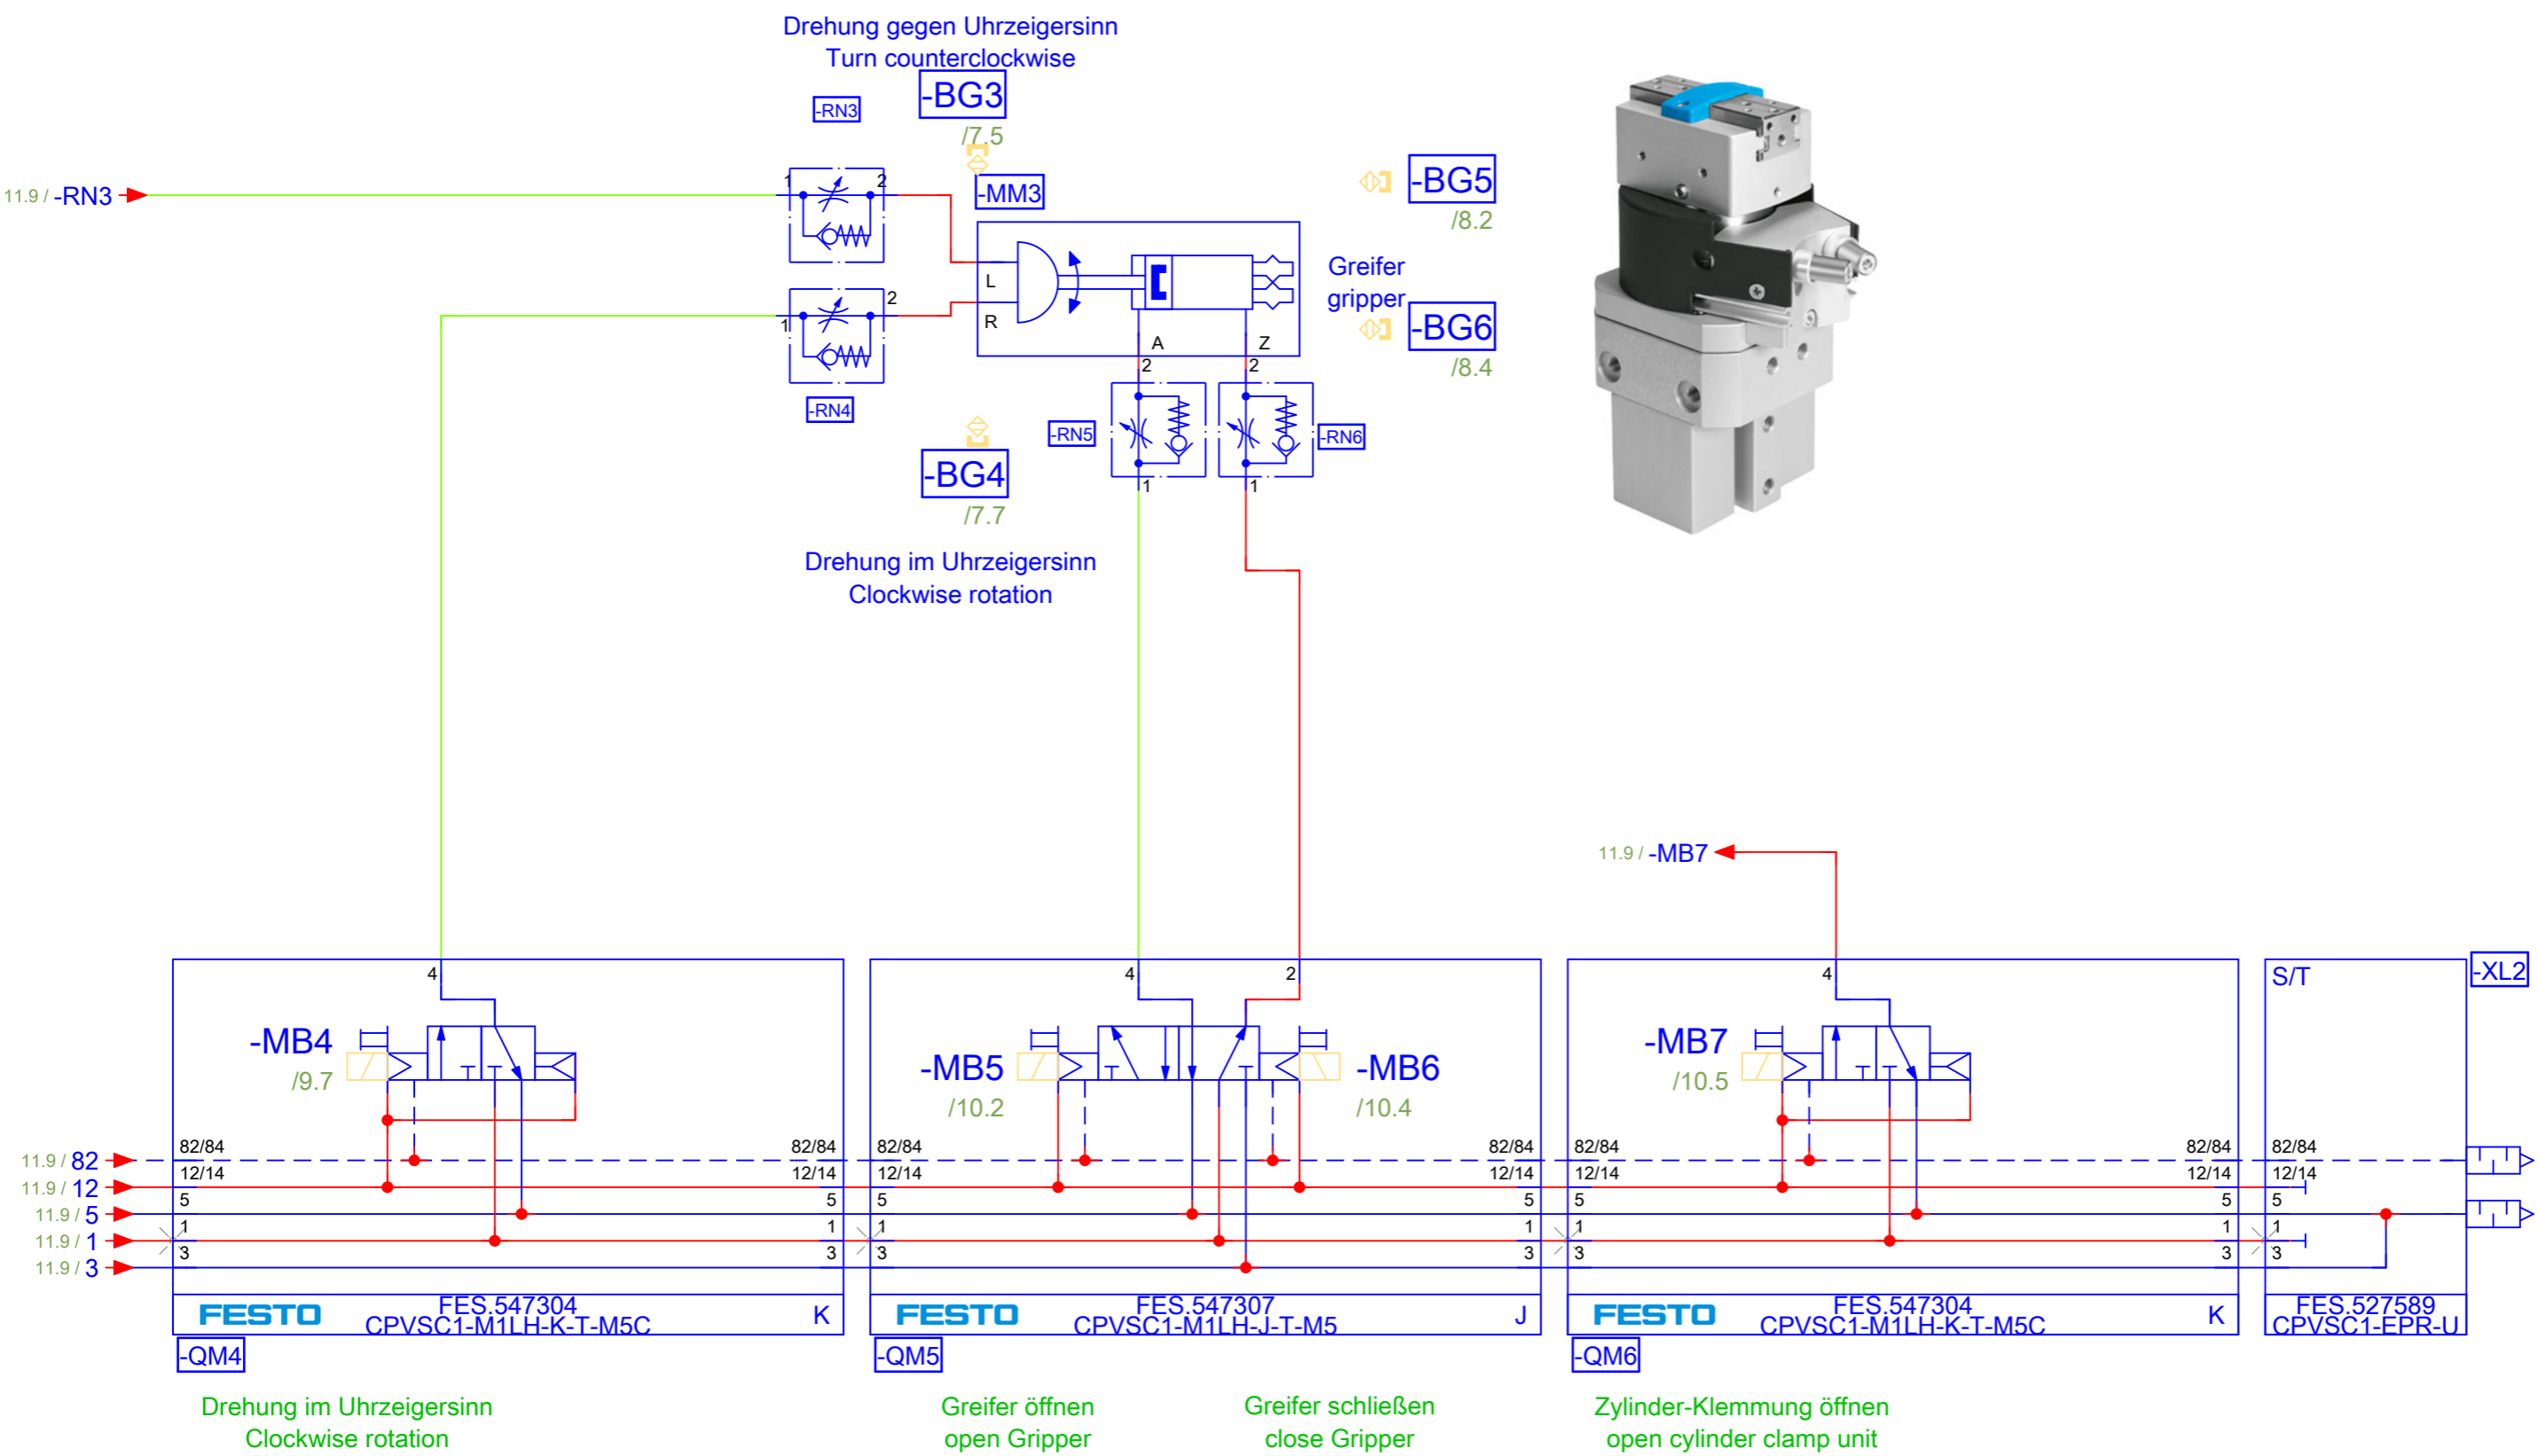 Drehung gegen Uhrzeigersinn
Turn counterclockwise
-BG3
/7.5
-RN3
11.9 / -RN3
1
2
-MM3
-BG5
/8.2
L
R
Greifer
gripper
-BG6
/8.4
1
2
A
Z
-RN4
2
2
-RN5
-RN6
1
1
-BG4
/7.7
Drehung im Uhrzeigersinn
Clockwise rotation
11.9 / -MB7
4
4
2
4
S/T
-XL2
-MB4
/9.7
-MB5
/10.2
-MB6
/10.4
-MB7
/10.5
11.9 / 82
82/84
82/84
82/84
82/84
82/84
82/84
82/84
11.9 / 12
12/14
12/14
12/14
12/14
12/14
12/14
12/14
11.9 / 5
5
5
5
5
5
5
5
11.9 / 1
1
1
1
1
1
1
1
11.9 / 3
3
3
3
3
3
3
3
FESTO
FES.547304
CPVSC1-M1LH-K-T-M5C
K
FESTO
FES.547307
CPVSC1-M1LH-J-T-M5
J
FESTO
FES.547304
CPVSC1-M1LH-K-T-M5C
K
FES.527589
CPVSC1-EPR-U
-QM4
-QM5
-QM6
Drehung im Uhrzeigersinn
Clockwise rotation
Greifer öffnen
open Gripper
Greifer schließen
close Gripper
Zylinder-Klemmung öffnen
open cylinder clamp unit